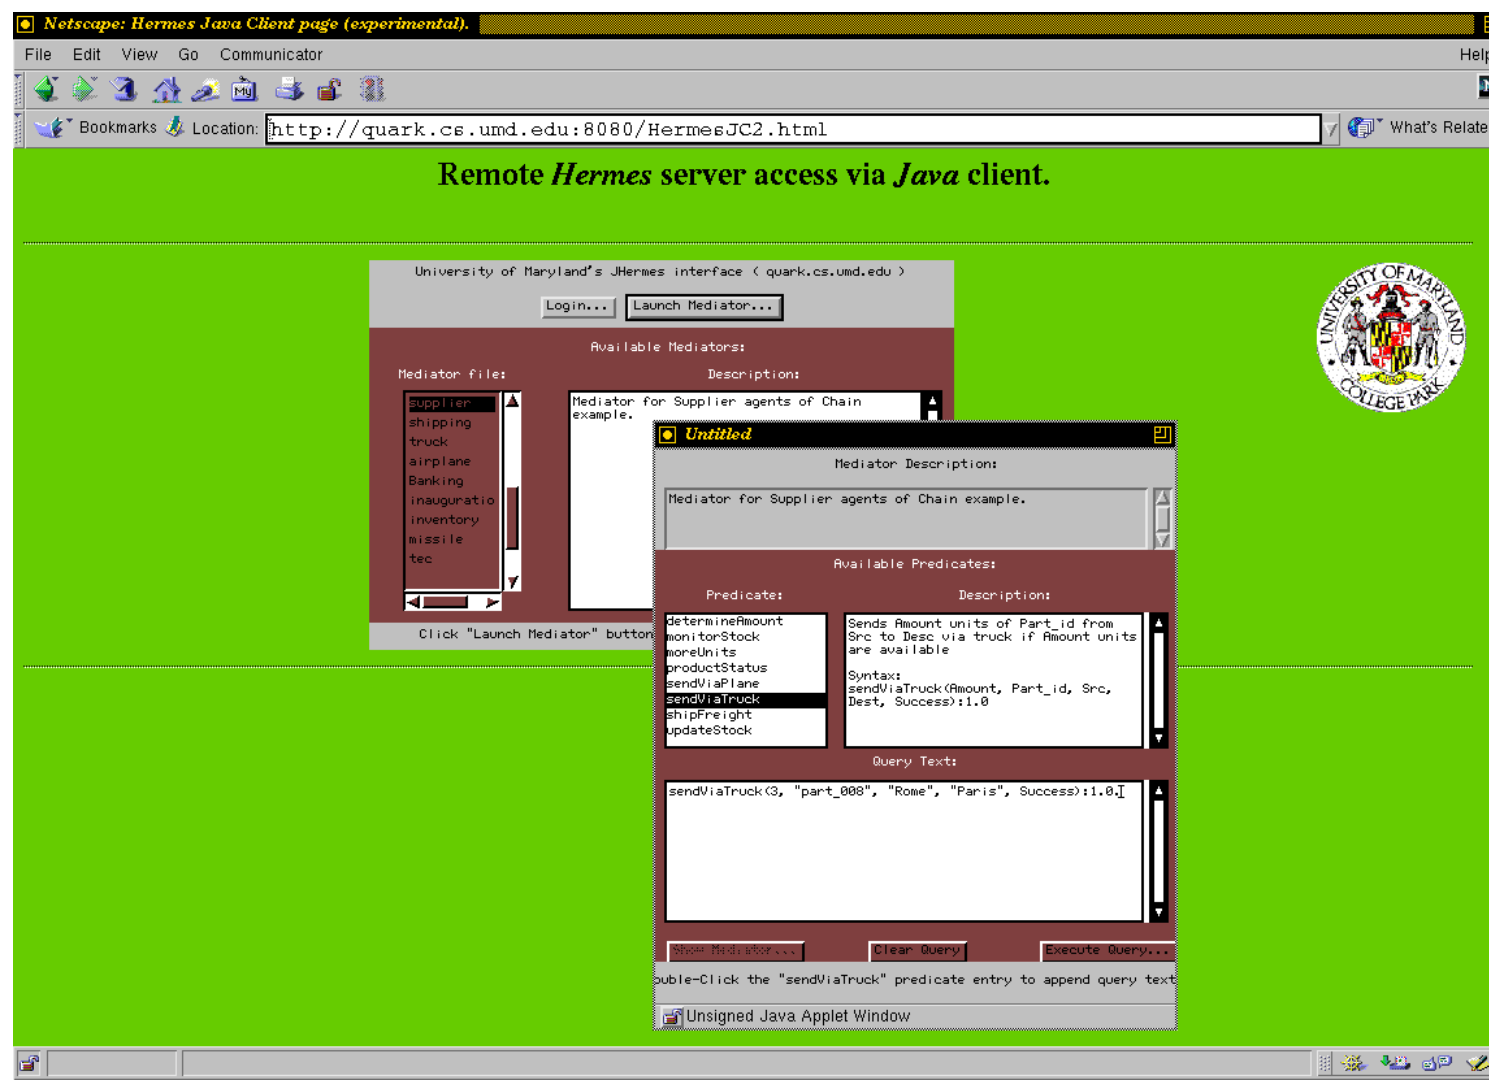 Netscape: Hermes Java Client page (experimental).
File Edit View Go Communicator Help
My
Bookmarks Location: http://quark.cs.umd.edu:8080/HermesJC2.html What's Relate
Remote Hermes server access via Java client.
University of Maryland's JHermes interface ( quark.cs.umd.edu )
Login... Launch Mediator...
Available Mediators:
Mediator file: Description:
supplier
shipping
truck
airplane
Banking
inauguratio
inventory
missile
tec
Mediator for Supplier agents of Chain
example.
Click "Launch Mediator" button
UNIVERSITY OF MARYLAND
COLLEGE PARK
Untitled
Mediator Description:
Mediator for Supplier agents of Chain example.
Available Predicates:
Predicate: Description:
determineAmount
monitorStock
moreUnits
productStatus
sendViaPlane
sendViaTruck
shipFreight
updateStock
Sends Amount units of Part_id from
Src to Desc via truck if Amount units
are available
Syntax:
sendViaTruck(Amount, Part_id, Src,
Dest, Success):1.0
Query Text:
sendViaTruck(3, "part_008", "Rome", "Paris", Success):1.0.
Show Mediator... Clear Query Execute Query...
ouble-Click the "sendViaTruck" predicate entry to append query text
Unsigned Java Applet Window